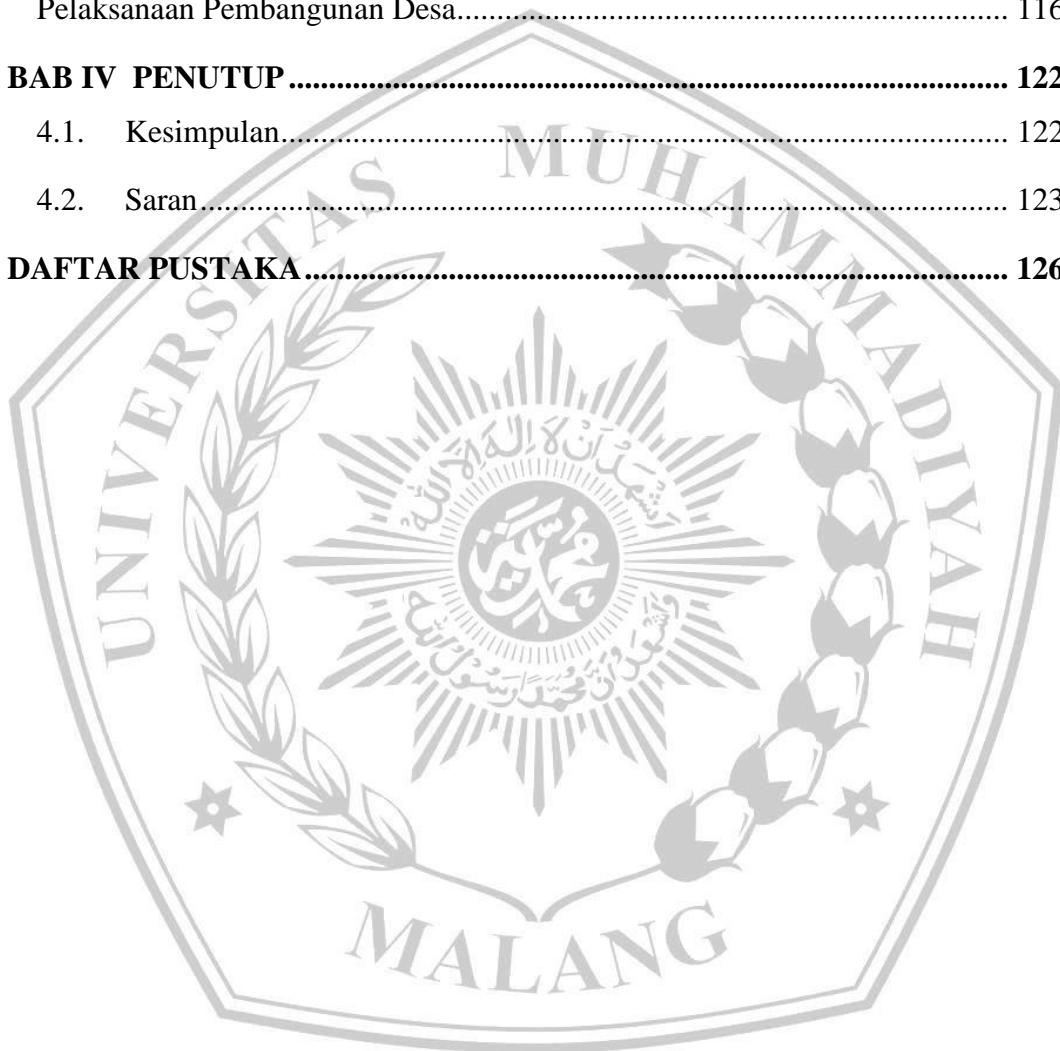 Pelaksanaan Pembangunan Desa.......................................................................... 116
BAB IV  PENUTUP.......................................................................................... 122
4.1.    Kesimpulan........................................................................................... 122
4.2.    Saran..................................................................................................... 123
DAFTAR PUSTAKA........................................................................................ 126
UNIVERSITAS MUHAMMADIYAH
MALANG